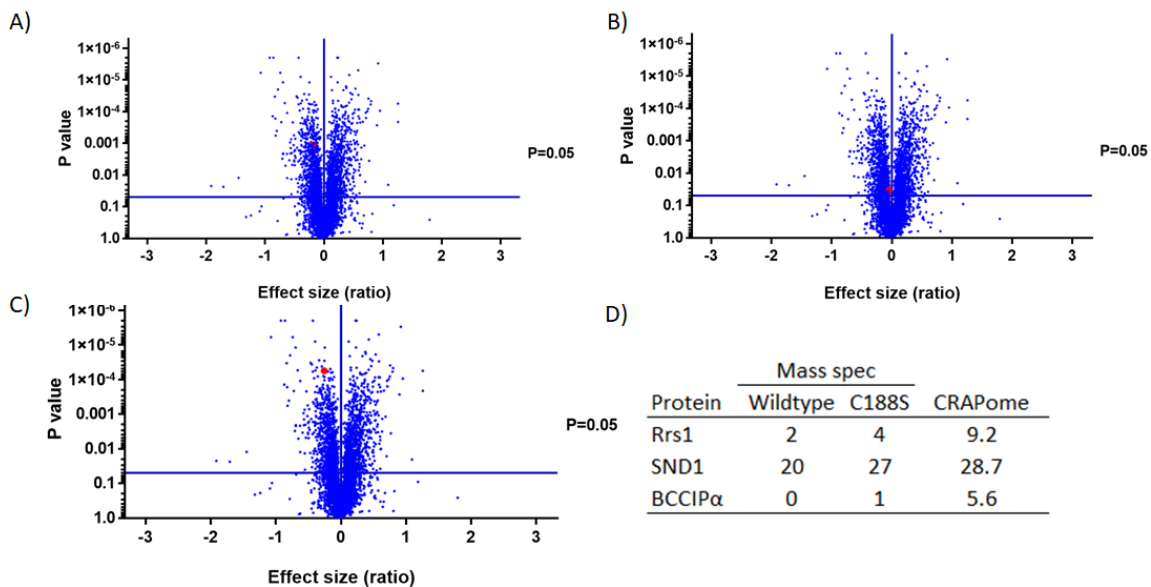 A)
P value
1×10⁻⁶
1×10⁻⁵
1×10⁻⁴
0.001
0.01
0.1
1.0
-3 -2 -1 0 1 2 3
Effect size (ratio)
P=0.05
B)
P value
1×10⁻⁶
1×10⁻⁵
1×10⁻⁴
0.001
0.01
0.1
1.0
-3 -2 -1 0 1 2 3
Effect size (ratio)
P=0.05
C)
P value
1×10⁻⁶
1×10⁻⁵
1×10⁻⁴
0.001
0.01
0.1
1.0
-3 -2 -1 0 1 2 3
Effect size (ratio)
P=0.05
D)
Mass spec
Protein Wildtype C188S CRAPome
Rrs1 2 4 9.2
SND1 20 27 28.7
BCCIPα 0 1 5.6